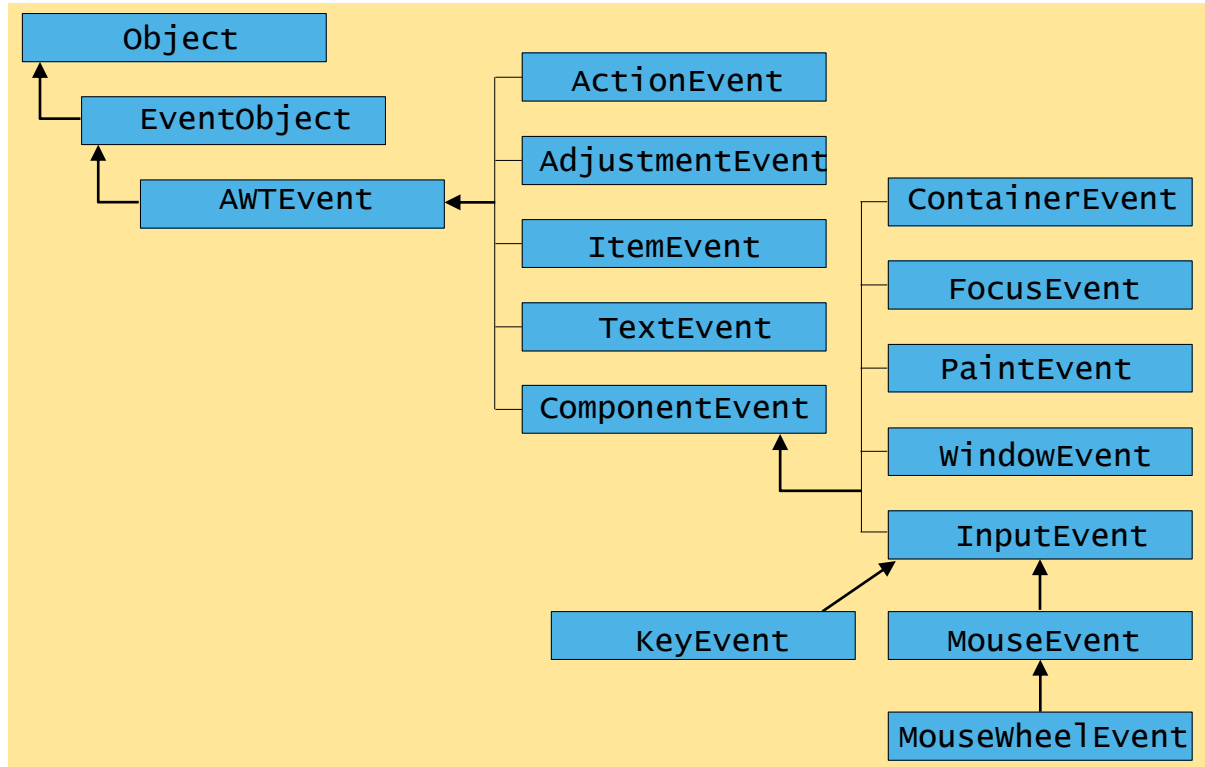 Object
EventObject
AWTEvent
ActionEvent
AdjustmentEvent
ItemEvent
TextEvent
ComponentEvent
ContainerEvent
FocusEvent
PaintEvent
WindowEvent
InputEvent
KeyEvent
MouseEvent
MouseWheelEvent